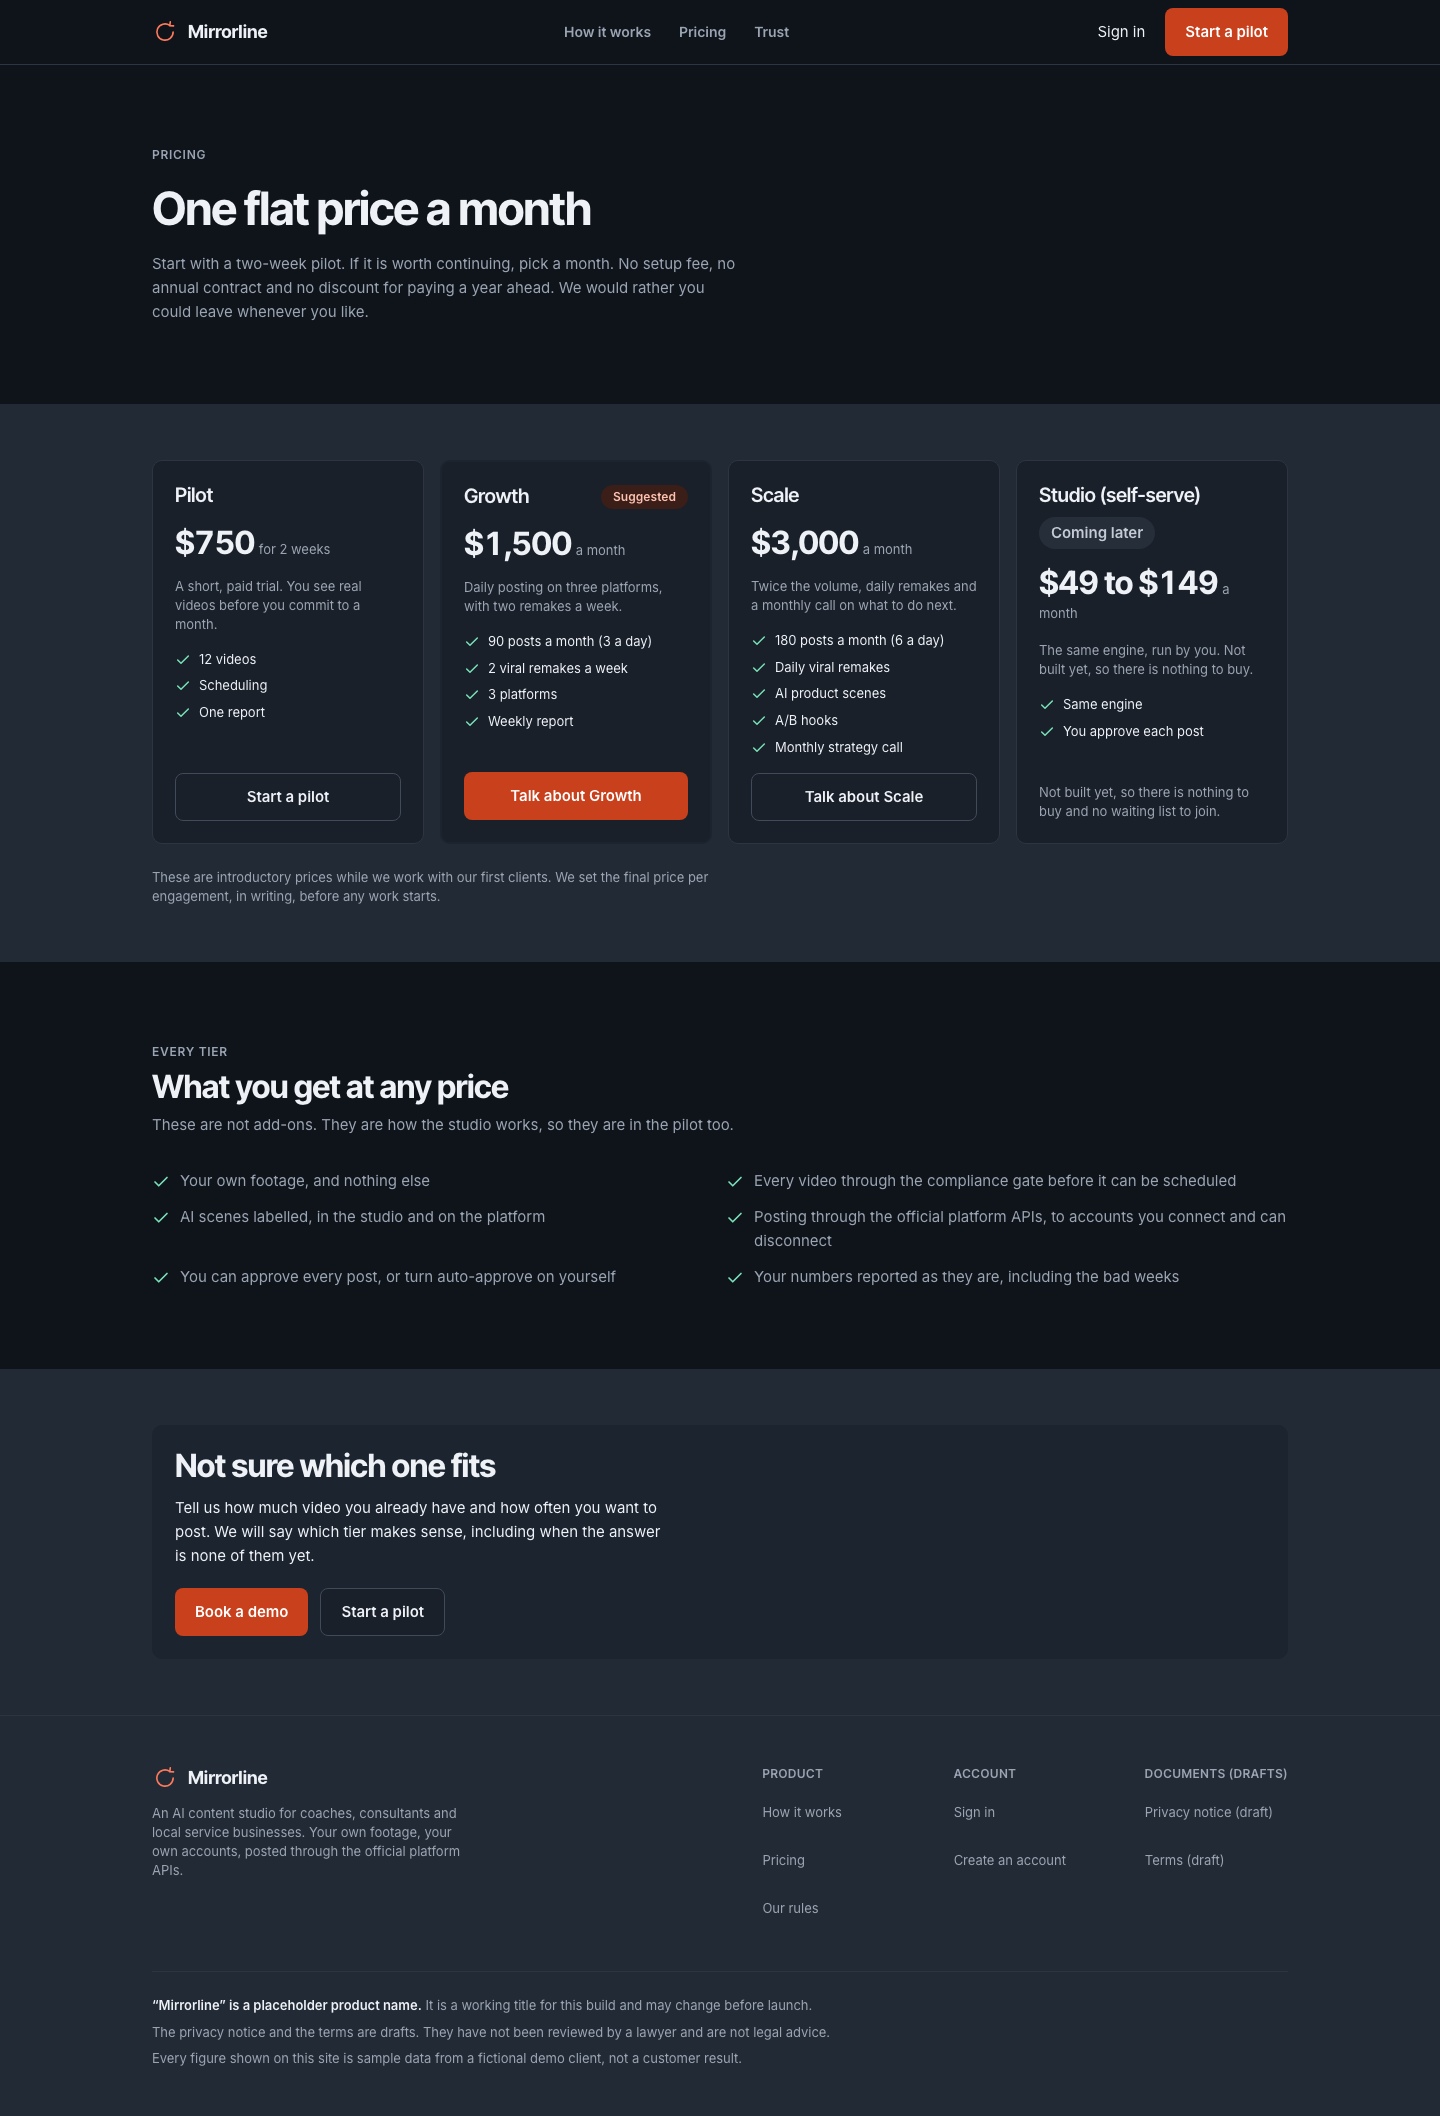 Mirrorline
How it works
Pricing
Trust
Sign in
Start a pilot
PRICING
One flat price a month
Start with a two-week pilot. If it is worth continuing, pick a month. No setup fee, no
annual contract and no discount for paying a year ahead. We would rather you
could leave whenever you like.
Pilot
$750 for 2 weeks
A short, paid trial. You see real
videos before you commit to a
month.
12 videos
Scheduling
One report
Start a pilot
Growth
Suggested
$1,500 a month
Daily posting on three platforms,
with two remakes a week.
90 posts a month (3 a day)
2 viral remakes a week
3 platforms
Weekly report
Talk about Growth
Scale
$3,000 a month
Twice the volume, daily remakes and
a monthly call on what to do next.
180 posts a month (6 a day)
Daily viral remakes
AI product scenes
A/B hooks
Monthly strategy call
Talk about Scale
Studio (self-serve)
Coming later
$49 to $149 a
month
The same engine, run by you. Not
built yet, so there is nothing to buy.
Same engine
You approve each post
Not built yet, so there is nothing to
buy and no waiting list to join.
These are introductory prices while we work with our first clients. We set the final price per
engagement, in writing, before any work starts.
EVERY TIER
What you get at any price
These are not add-ons. They are how the studio works, so they are in the pilot too.
Your own footage, and nothing else
Every video through the compliance gate before it can be scheduled
AI scenes labelled, in the studio and on the platform
Posting through the official platform APIs, to accounts you connect and can
disconnect
You can approve every post, or turn auto-approve on yourself
Your numbers reported as they are, including the bad weeks
Not sure which one fits
Tell us how much video you already have and how often you want to
post. We will say which tier makes sense, including when the answer
is none of them yet.
Book a demo
Start a pilot
Mirrorline
An AI content studio for coaches, consultants and
local service businesses. Your own footage, your
own accounts, posted through the official platform
APIs.
PRODUCT
How it works
Pricing
Our rules
ACCOUNT
Sign in
Create an account
DOCUMENTS (DRAFTS)
Privacy notice (draft)
Terms (draft)
“Mirrorline” is a placeholder product name. It is a working title for this build and may change before launch.
The privacy notice and the terms are drafts. They have not been reviewed by a lawyer and are not legal advice.
Every figure shown on this site is sample data from a fictional demo client, not a customer result.